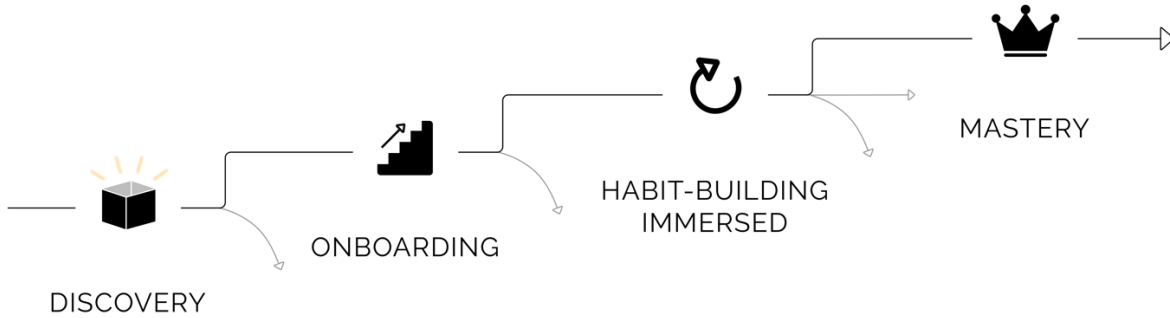 DISCOVERY
ONBOARDING
HABIT-BUILDING
IMMERSED
MASTERY